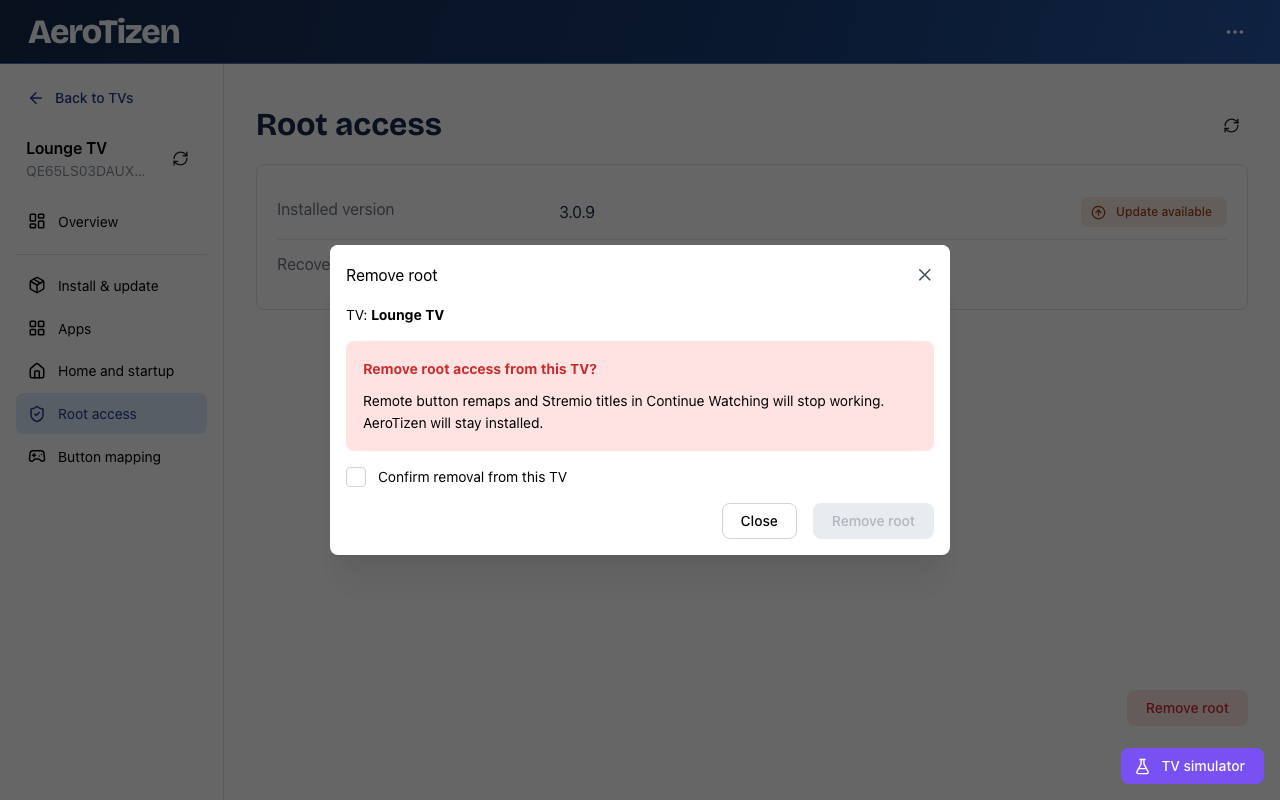 AeroTizen
Back to TVs
Lounge TV
QE65LS03DAUX...
Overview
Install & update
Apps
Home and startup
Root access
Button mapping
Root access
Installed version
3.0.9
Update available
Recove
Remove root
TV: Lounge TV
Remove root access from this TV?
Remote button remaps and Stremio titles in Continue Watching will stop working.
AeroTizen will stay installed.
Confirm removal from this TV
Close
Remove root
Remove root
TV simulator